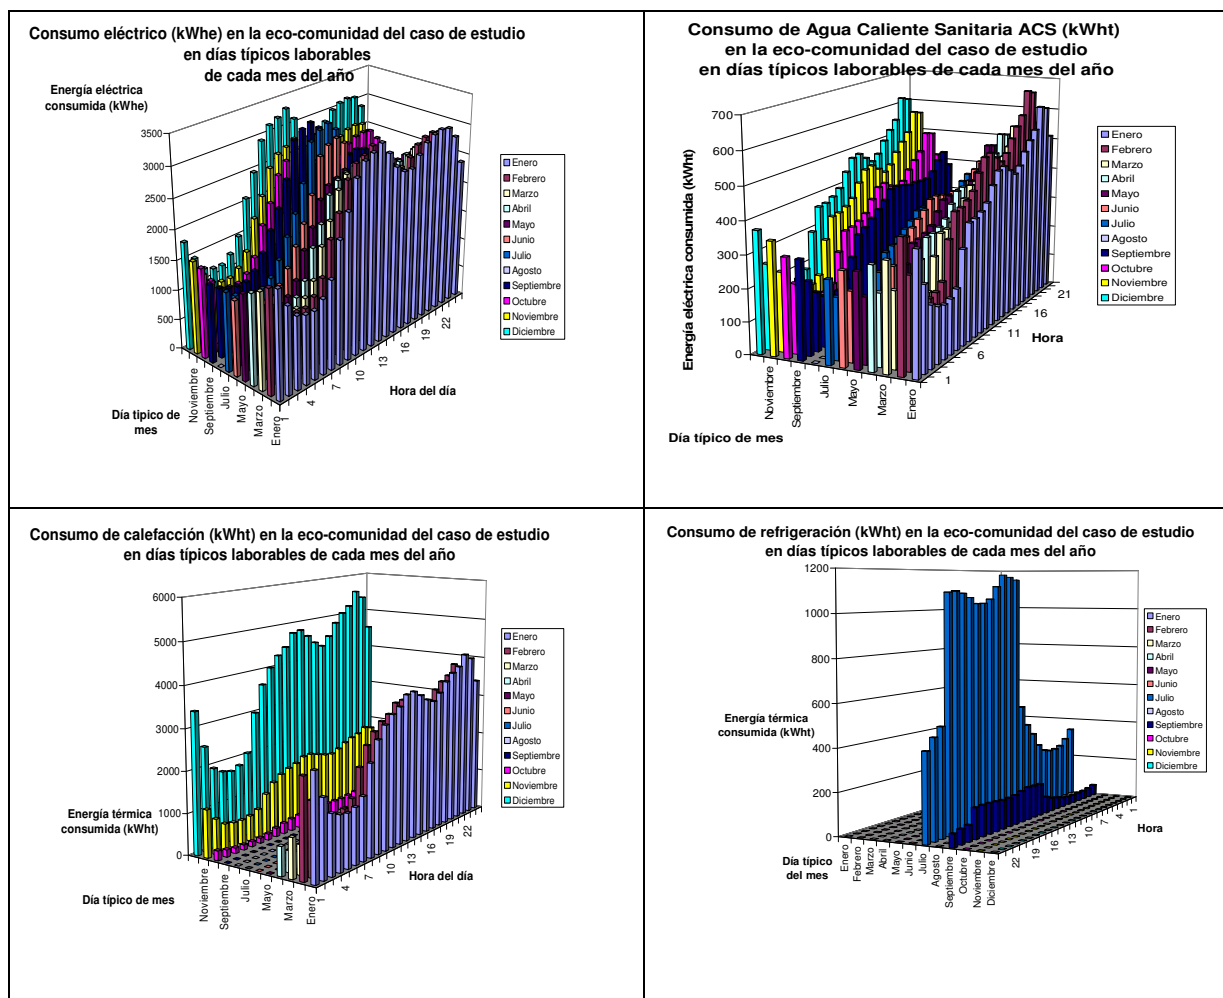 Consumo eléctrico (kWhe) en la eco-comunidad del caso de estudio
en días típicos laborables
de cada mes del año
Energía eléctrica
consumida (kWhe)
3500
3000
2500
2000
1500
1000
500
0
Noviembre
Septiembre
Julio
Mayo
Marzo
Enero
1
4
7
10
13
16
19
22
Hora del día
Día tipico de
mes
Enero
Febrero
Marzo
Abril
Mayo
Junio
Julio
Agosto
Septiembre
Octubre
Noviembre
Diciembre
Consumo de Agua Caliente Sanitaria ACS (kWht)
en la eco-comunidad del caso de estudio
en días típicos laborables de cada mes del año
Energía eléctrica consumida (kWht)
700
600
500
400
300
200
100
0
Noviembre
Septiembre
Julio
Mayo
Marzo
Enero
1
6
11
16
21
Hora
Día típico de mes
Enero
Febrero
Marzo
Abril
Mayo
Junio
Julio
Agosto
Septiembre
Octubre
Noviembre
Diciembre
Consumo de calefacción (kWht) en la eco-comunidad del caso de estudio
en días típicos laborables de cada mes del año
6000
5000
4000
3000
2000
1000
0
Energía térmica
consumida (kWht)
Noviembre
Septiembre
Julio
Mayo
Marzo
Enero
1
4
7
10
13
16
19
22
Hora del día
Día típico de mes
Enero
Febrero
Marzo
Abril
Mayo
Junio
Julio
Agosto
Septiembre
Octubre
Noviembre
Diciembre
Consumo de refrigeración (kWht) en la eco-comunidad del caso de estudio
en días típicos laborables de cada mes del año
1200
1000
800
600
400
200
0
Energía térmica
consumida (kWht)
Enero
Febrero
Marzo
Abril
Mayo
Junio
Julio
Agosto
Septiembre
Octubre
Noviembre
Diciembre
22
19
16
13
10
7
4
1
Hora
Día típico
del mes
Enero
Febrero
Marzo
Abril
Mayo
Junio
Julio
Agosto
Septiembre
Octubre
Noviembre
Diciembre